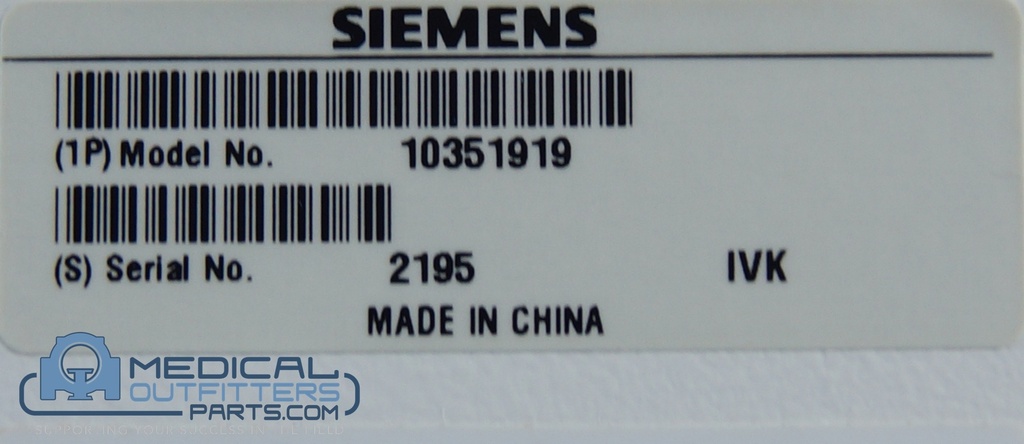 SIEMENS
(1P) Model No. 10351919
(S) Serial No. 2195 IVK
MADE IN CHINA
MEDICAL
OUTFITTERS
PARTS.COM